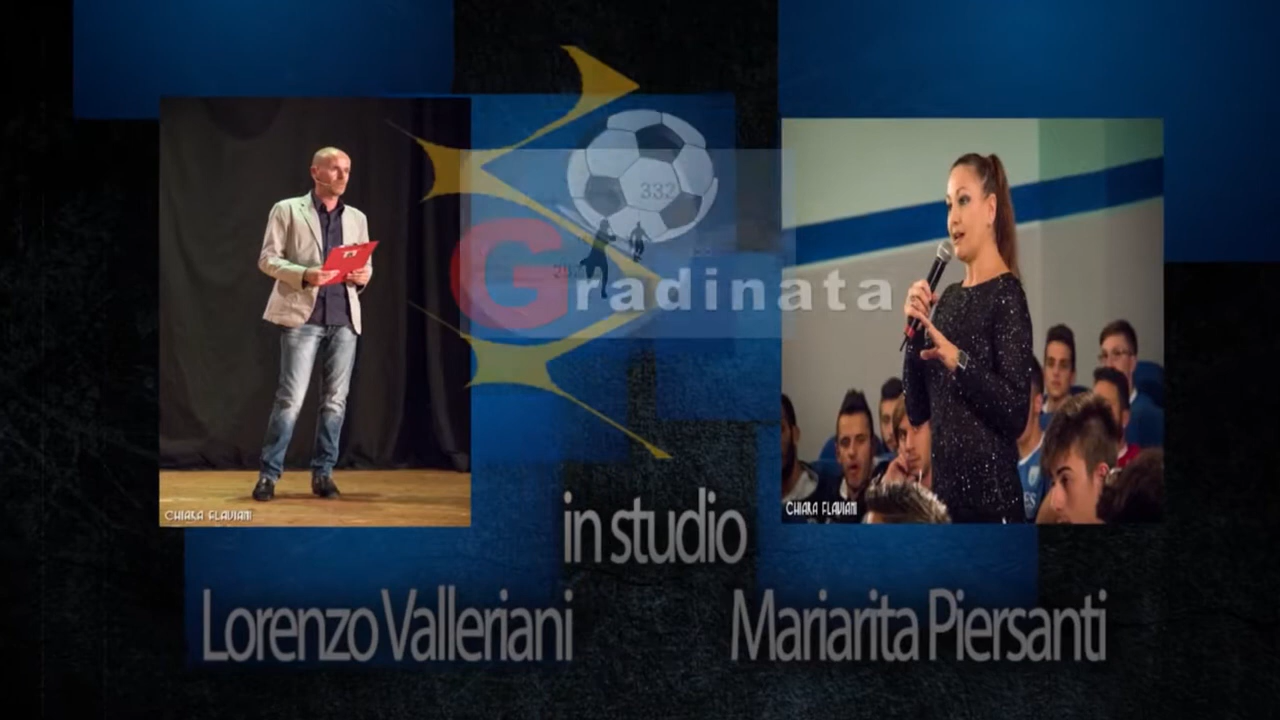 332
Gradinata
CHIARA FLAVIANI
CHIARA FLAVIANI
in studio
Lorenzo Valleriani
Mariarita Piersanti